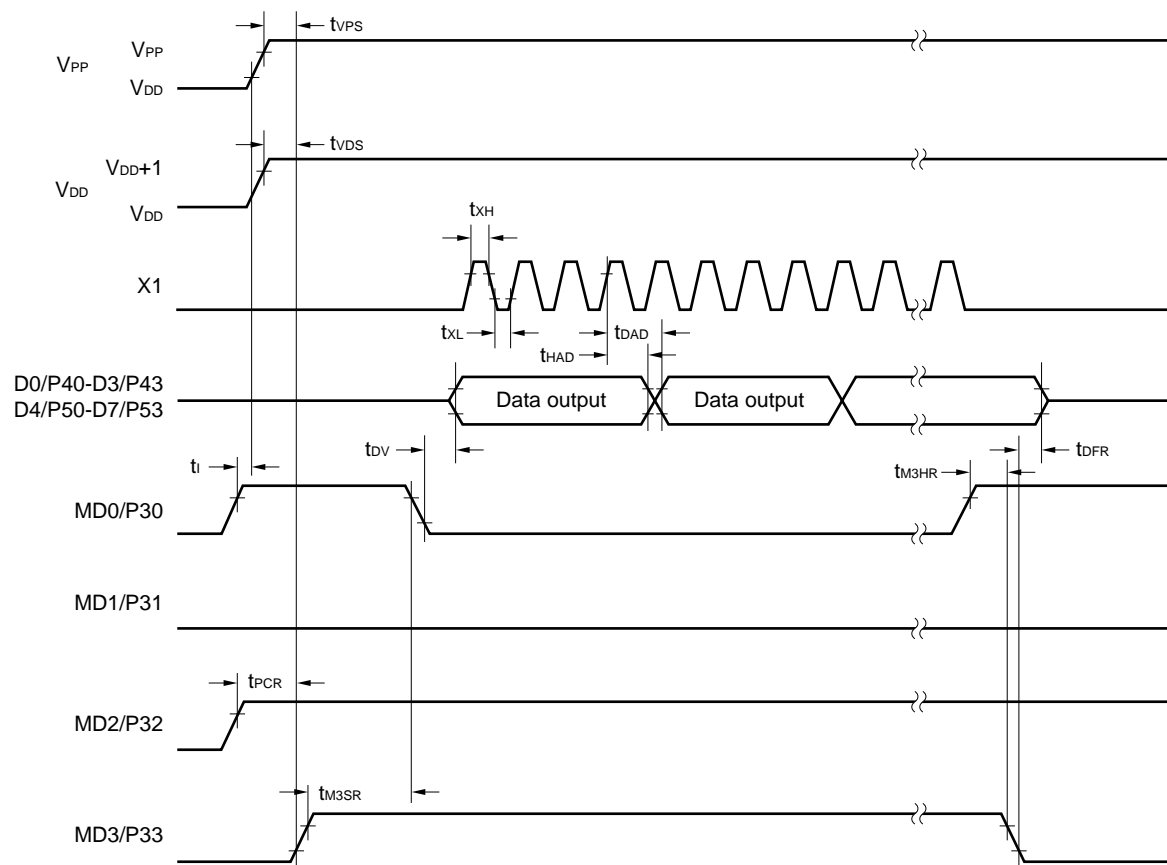 tVPS
VPP
VPP
VDD
tVDS
VDD+1
VDD
VDD
tXH
X1
tXL
tDAD
tHAD
D0/P40-D3/P43
D4/P50-D7/P53
Data output
Data output
tDV
tDFR
tI
tM3HR
MD0/P30
MD1/P31
tPCR
MD2/P32
tM3SR
MD3/P33